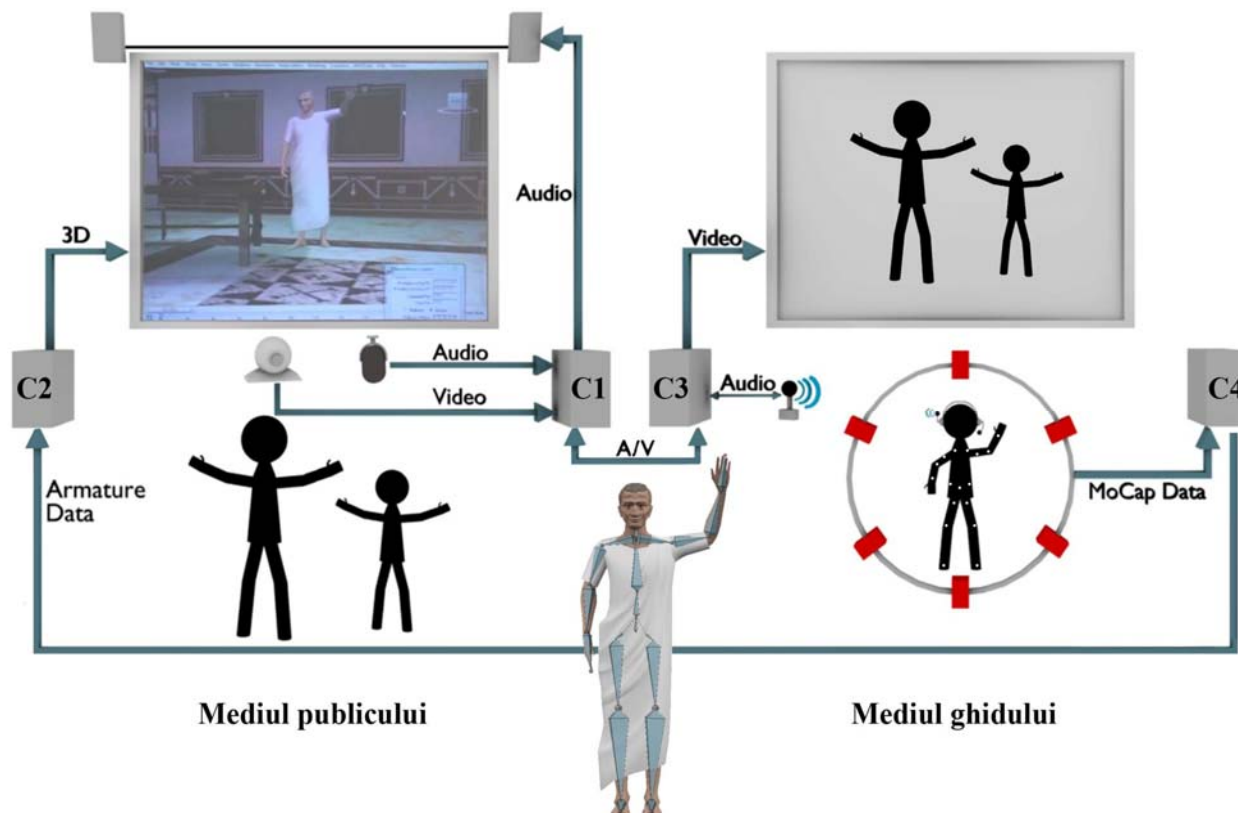 Audio
3D
Video
C2
Audio
C1
C3
Audio
C4
Video
A/V
Armature
Data
MoCap Data
Mediul publicului
Mediul ghidului